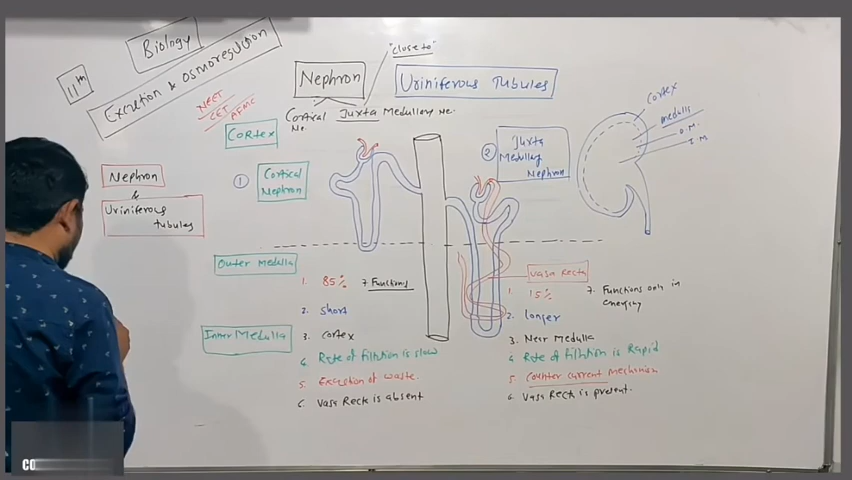 Biology
11th
Excretion & osmoregulation
NEET
CET AFMC
"close to"
Nephron
Uriniferous Tubules
Cortical Ne.
Juxta Medullary Ne.
Cortex
medulla
O.M.
I.M
CORTEX
Nephron
&
Uriniferous
tubules
1
Cortical
Nephron
2
Juxta
Medullary
Nephron
Outer Medulla
Inner Medulla
1. 85%
2. short
3. Cortex
4. Rate of filtration is slow
5. Excretion of waste.
6. Vasa Recta is absent
7 Functions
Vasa Recta
1. 15%
2. longer
3. Near Medulla
4. Rate of filtration is Rapid
5. Counter current mechanism
6. Vasa Recta is present.
7. Functions only in
emergency
CO